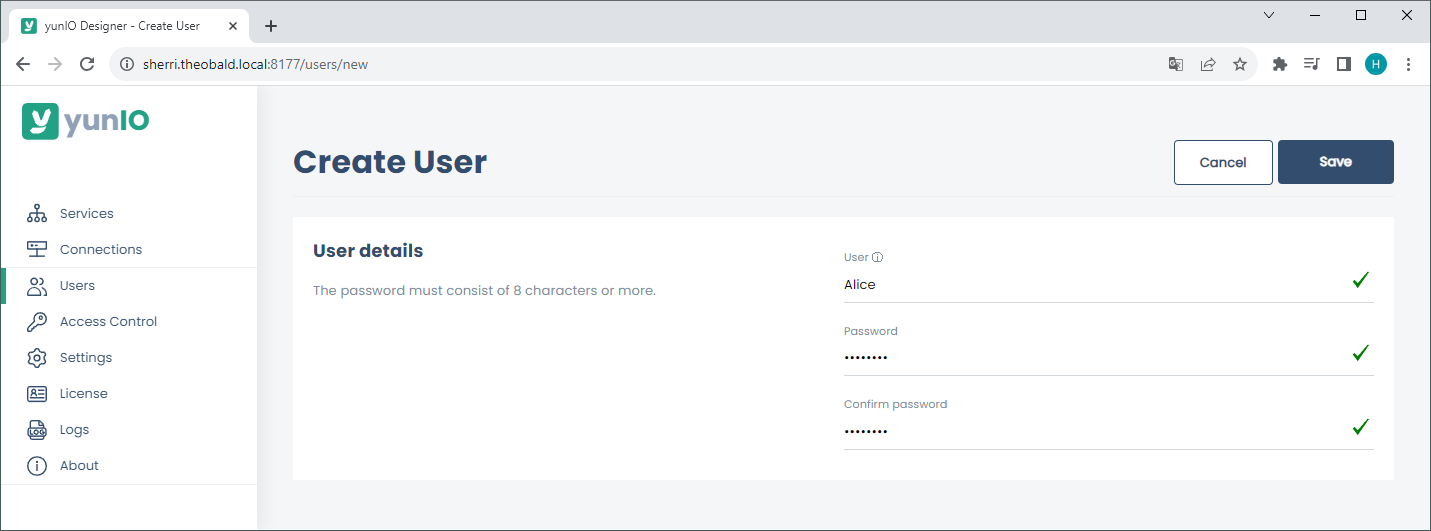 yunIO Designer - Create User
sherri.theobald.local:8177/users/new
H
yunIO
Create User
Cancel
Save
Services
Connections
Users
Access Control
Settings
License
LOG
Logs
About
User details
The password must consist of 8 characters or more.
User
Alice
Password
••••••••
Confirm password
••••••••